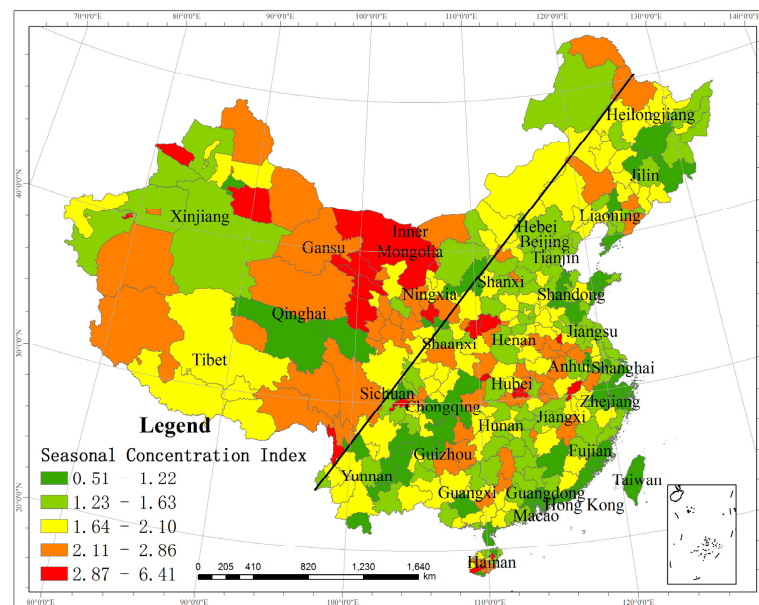 70°0'0"E 80°0'0"E 90°0'0"E 100°0'0"E 110°0'0"E 120°0'0"E 130°0'0"E 140°0'0"E
Heilongjiang
Jilin
40°0'0"N
Liaoning
Xinjiang
Inner
Mongolia
Hebei
Beijing
Tianjin
Gansu
Ningxia
Shanxi
Shandong
Qinghai
Shaanxi
Henan
Jiangsu
30°0'0"N
Tibet
Anhui
Shanghai
Sichuan
Hubei
Chongqing
Zhejiang
Hunan
Jiangxi
Legend
Seasonal Concentration Index
Guizhou
Fujian
0.51 - 1.22
Yunnan
Taiwan
1.23 - 1.63
Guangxi
Guangdong
Hong Kong
20°0'0"N
1.64 - 2.10
Macao
2.11 - 2.86
Hainan
2.87 - 6.41
0 205 410 820 1,230 1,640
km
80°0'0"E 90°0'0"E 100°0'0"E 110°0'0"E 120°0'0"E